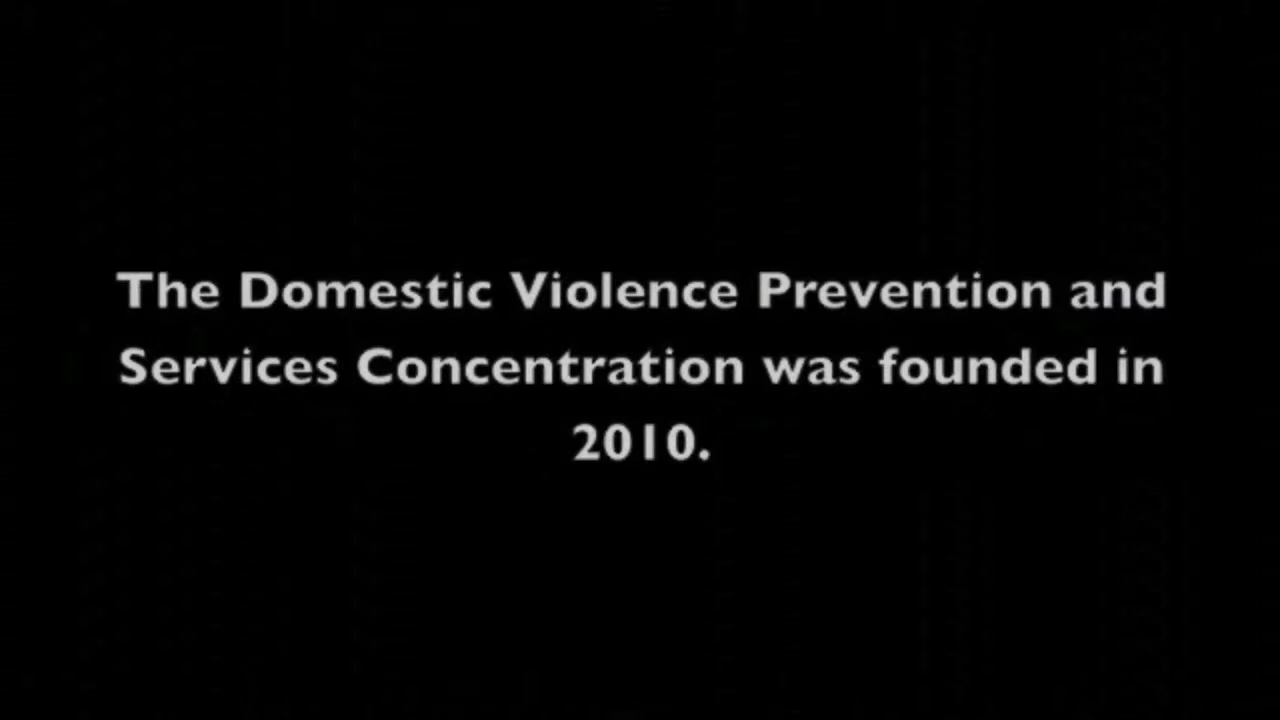 The Domestic Violence Prevention and
Services Concentration was founded in
2010.